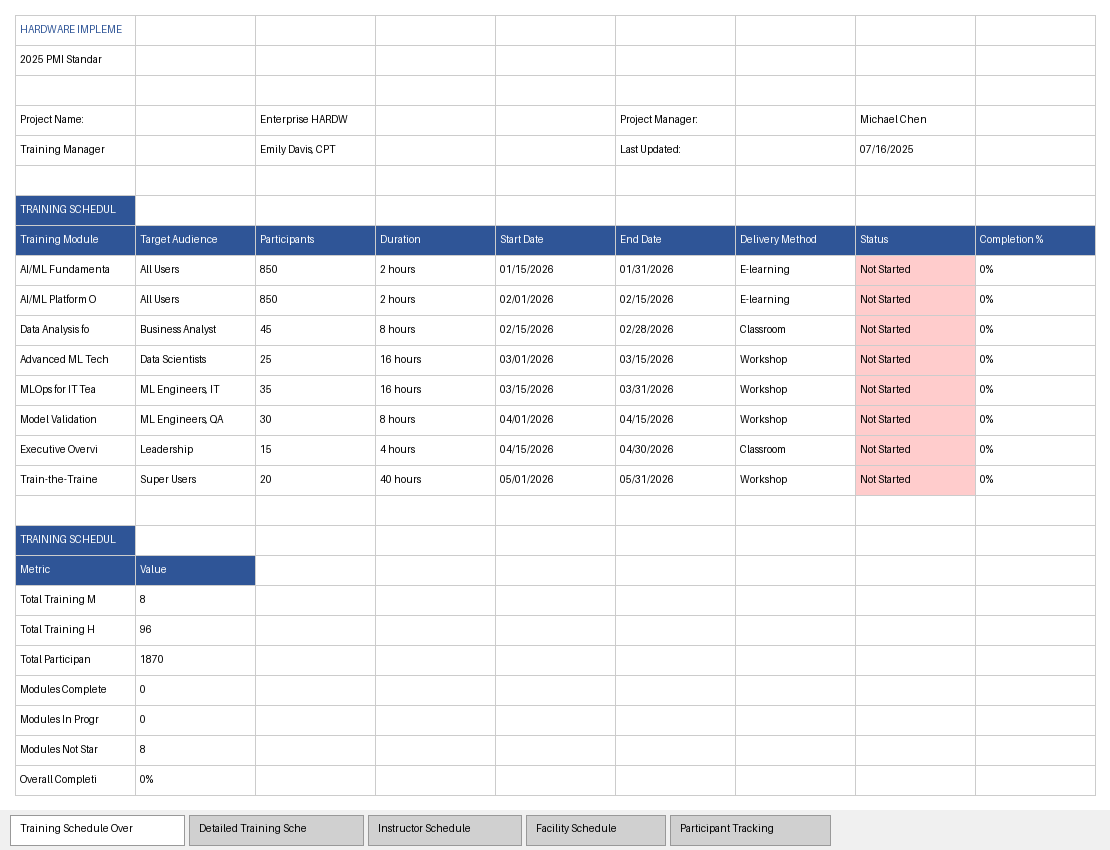 HARDWARE IMPLEME
2025 PMI Standar
Project Name: Enterprise HARDW Project Manager: Michael Chen
Training Manager Emily Davis, CPT Last Updated: 07/16/2025
TRAINING SCHEDUL
Training Module Target Audience Participants Duration Start Date End Date Delivery Method Status Completion %
AI/ML Fundamenta All Users 850 2 hours 01/15/2026 01/31/2026 E-learning Not Started 0%
AI/ML Platform O All Users 850 2 hours 02/01/2026 02/15/2026 E-learning Not Started 0%
Data Analysis fo Business Analyst 45 8 hours 02/15/2026 02/28/2026 Classroom Not Started 0%
Advanced ML Tech Data Scientists 25 16 hours 03/01/2026 03/15/2026 Workshop Not Started 0%
MLOps for IT Tea ML Engineers, IT 35 16 hours 03/15/2026 03/31/2026 Workshop Not Started 0%
Model Validation ML Engineers, QA 30 8 hours 04/01/2026 04/15/2026 Workshop Not Started 0%
Executive Overvi Leadership 15 4 hours 04/15/2026 04/30/2026 Classroom Not Started 0%
Train-the-Traine Super Users 20 40 hours 05/01/2026 05/31/2026 Workshop Not Started 0%
TRAINING SCHEDUL
Metric Value
Total Training M 8
Total Training H 96
Total Participan 1870
Modules Complete 0
Modules In Progr 0
Modules Not Star 8
Overall Completi 0%
Training Schedule Over Detailed Training Sche Instructor Schedule Facility Schedule Participant Tracking